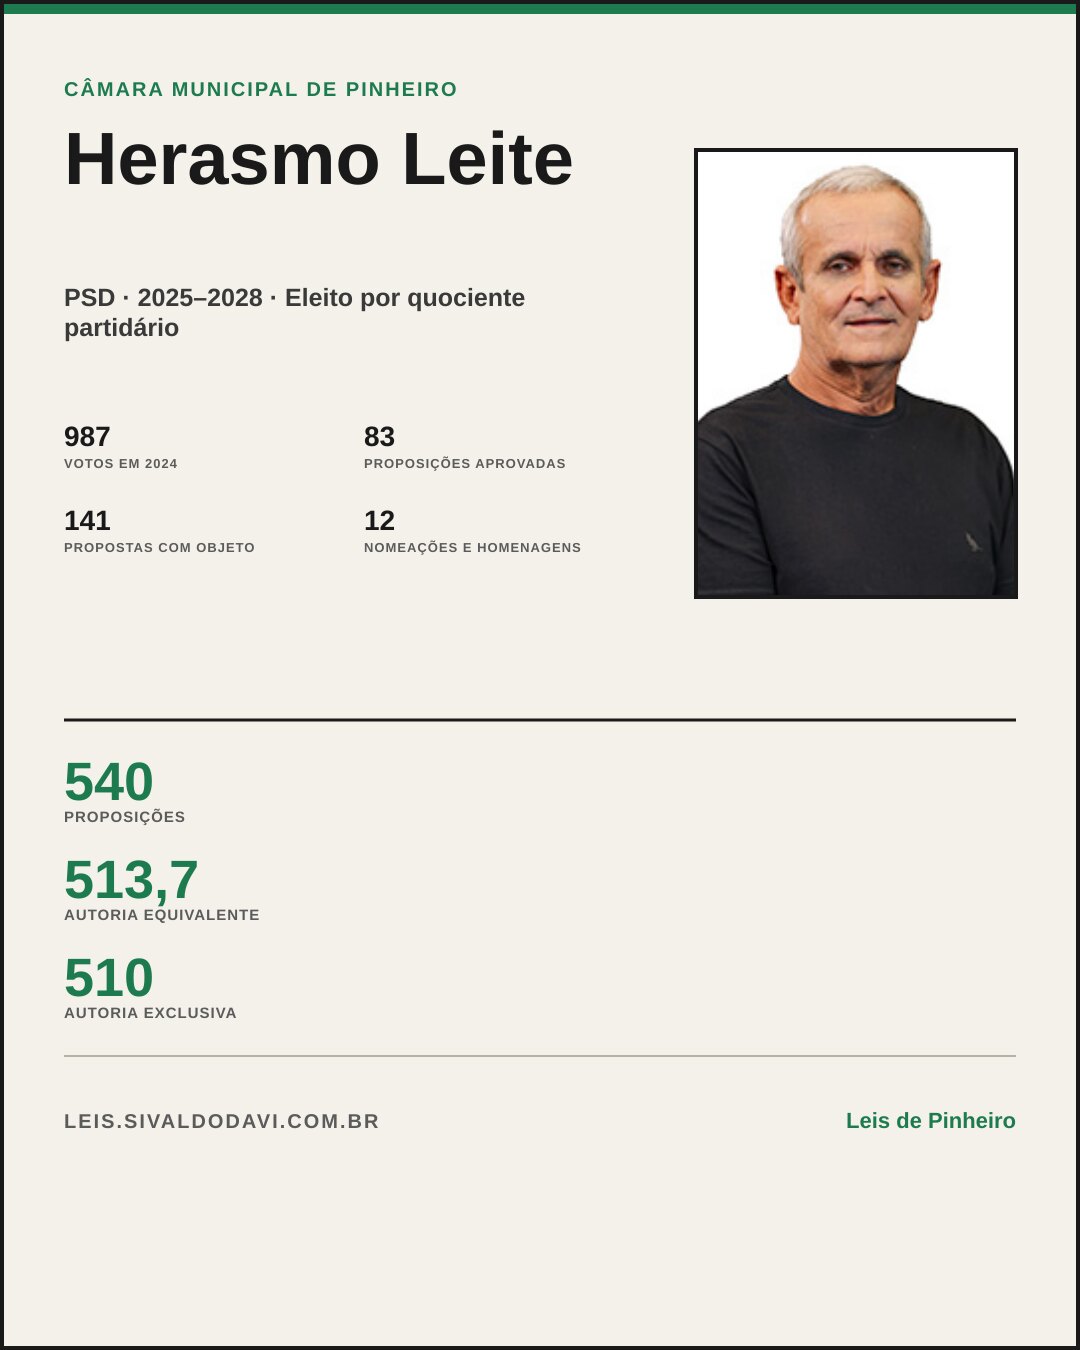 CÂMARA MUNICIPAL DE PINHEIRO
Herasmo Leite
PSD · 2025–2028 · Eleito por quociente
partidário
987
VOTOS EM 2024
83
PROPOSIÇÕES APROVADAS
141
PROPOSTAS COM OBJETO
12
NOMEAÇÕES E HOMENAGENS
540
PROPOSIÇÕES
513,7
AUTORIA EQUIVALENTE
510
AUTORIA EXCLUSIVA
LEIS.SIVALDODAVI.COM.BR
Leis de Pinheiro